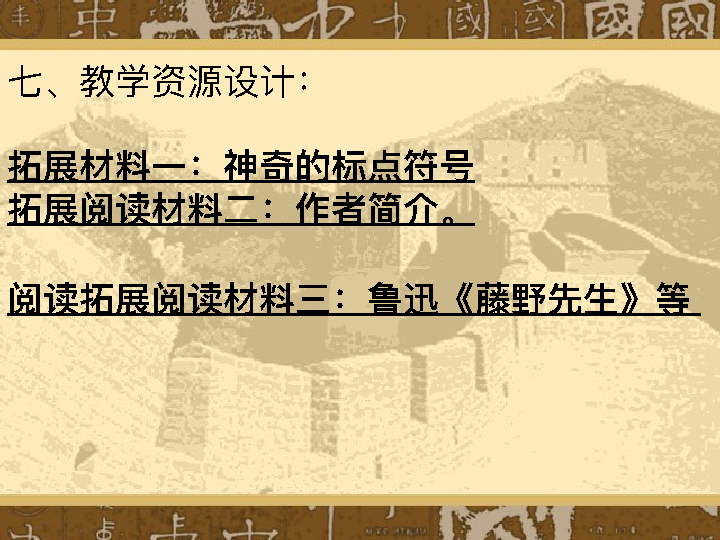 七、教学资源设计：
拓展材料一：神奇的标点符号
拓展阅读材料二：作者简介。
阅读拓展阅读材料三：鲁迅《藤野先生》等